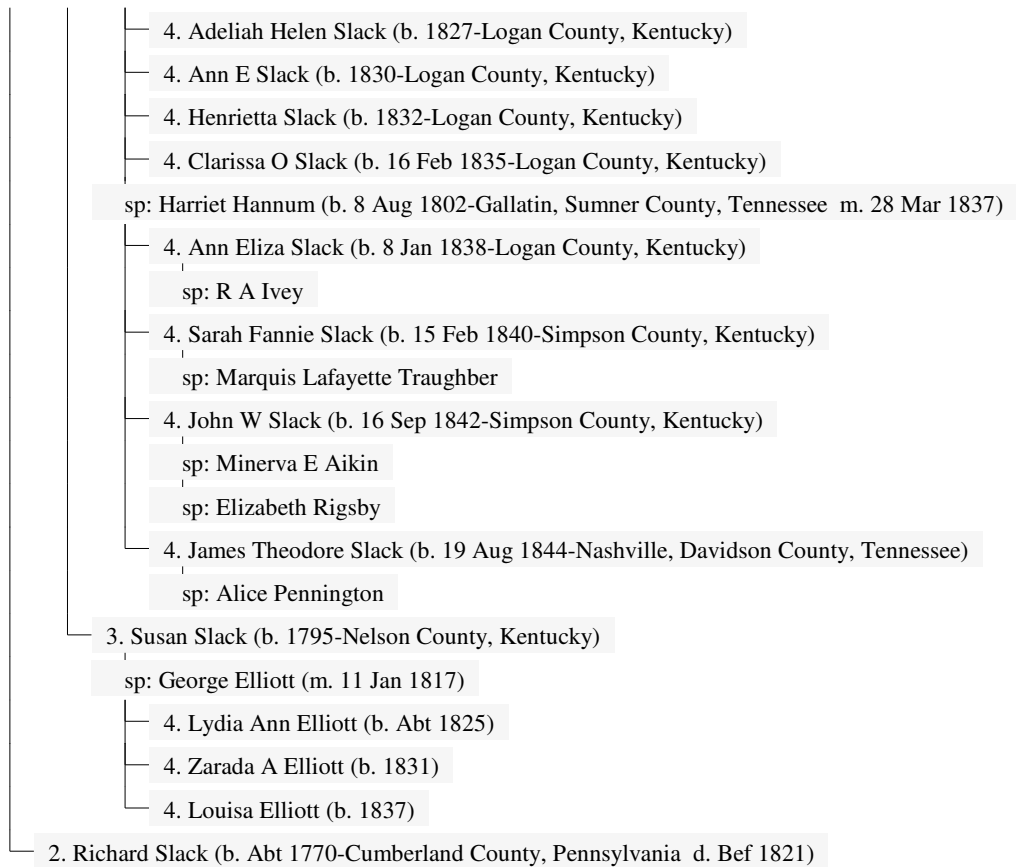 4. Adeliah Helen Slack (b. 1827-Logan County, Kentucky)
4. Ann E Slack (b. 1830-Logan County, Kentucky)
4. Henrietta Slack (b. 1832-Logan County, Kentucky)
4. Clarissa O Slack (b. 16 Feb 1835-Logan County, Kentucky)
sp: Harriet Hannum (b. 8 Aug 1802-Gallatin, Sumner County, Tennessee  m. 28 Mar 1837)
4. Ann Eliza Slack (b. 8 Jan 1838-Logan County, Kentucky)
sp: R A Ivey
4. Sarah Fannie Slack (b. 15 Feb 1840-Simpson County, Kentucky)
sp: Marquis Lafayette Traughber
4. John W Slack (b. 16 Sep 1842-Simpson County, Kentucky)
sp: Minerva E Aikin
sp: Elizabeth Rigsby
4. James Theodore Slack (b. 19 Aug 1844-Nashville, Davidson County, Tennessee)
sp: Alice Pennington
3. Susan Slack (b. 1795-Nelson County, Kentucky)
sp: George Elliott (m. 11 Jan 1817)
4. Lydia Ann Elliott (b. Abt 1825)
4. Zarada A Elliott (b. 1831)
4. Louisa Elliott (b. 1837)
2. Richard Slack (b. Abt 1770-Cumberland County, Pennsylvania  d. Bef 1821)